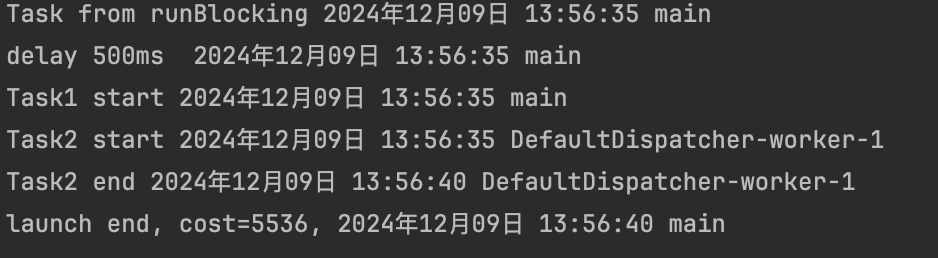 Task from runBlocking 2024年12月09日 13:56:35 main
delay 500ms  2024年12月09日 13:56:35 main
Task1 start 2024年12月09日 13:56:35 main
Task2 start 2024年12月09日 13:56:35 DefaultDispatcher-worker-1
Task2 end 2024年12月09日 13:56:40 DefaultDispatcher-worker-1
launch end, cost=5536, 2024年12月09日 13:56:40 main